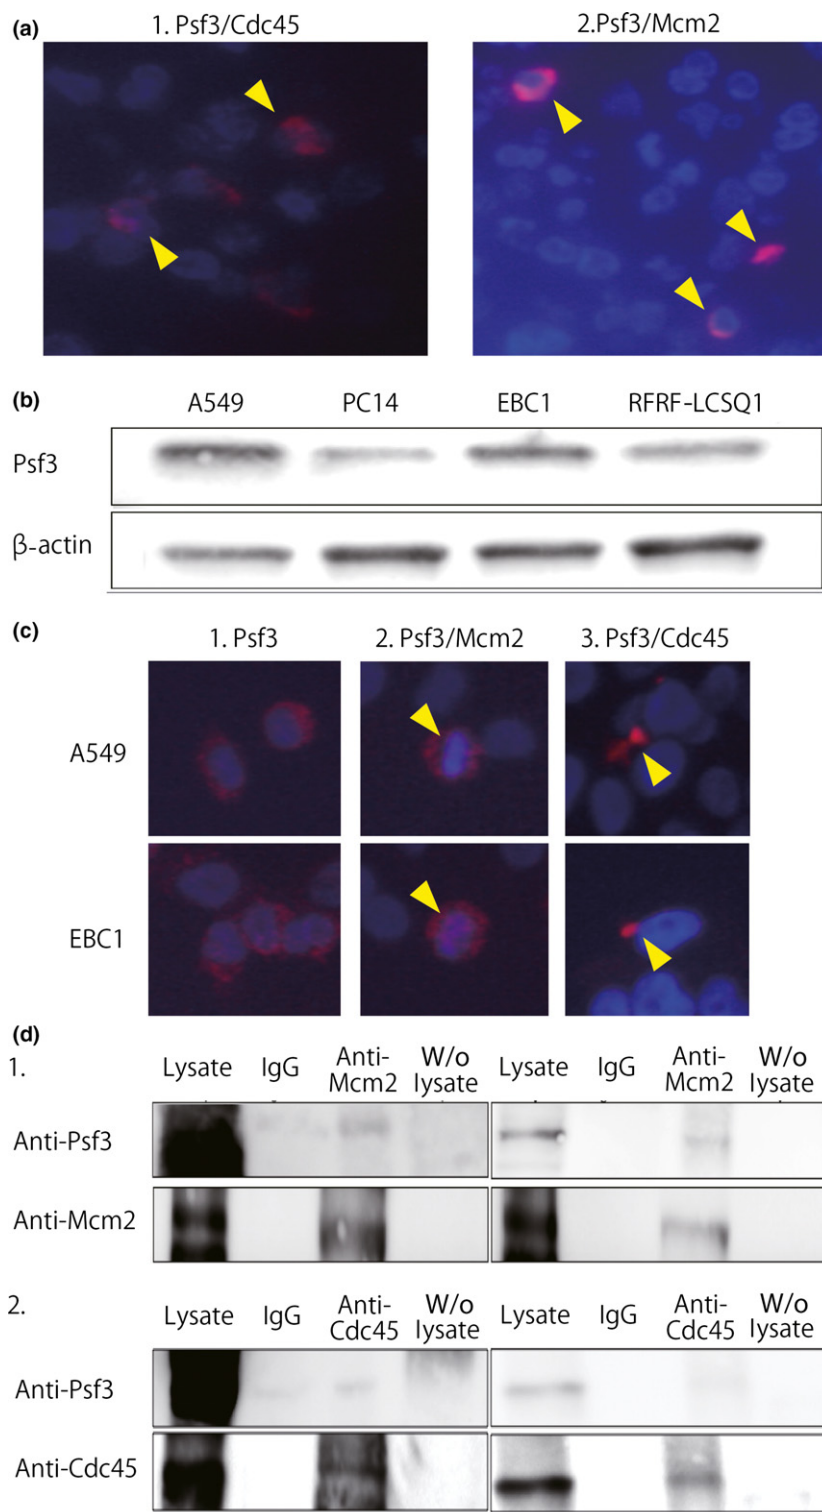 (a)
1. Psf3/Cdc45
2.Psf3/Mcm2
(b)
A549 PC14 EBC1 RFRF-LCSQ1
Psf3
β-actin
(c)
1. Psf3 2. Psf3/Mcm2 3. Psf3/Cdc45
A549
EBC1
(d)
1.
Lysate IgG Anti-Mcm2 W/o lysate Lysate IgG Anti-Mcm2 W/o lysate
Anti-Psf3
Anti-Mcm2
2.
Lysate IgG Anti-Cdc45 W/o lysate Lysate IgG Anti-Cdc45 W/o lysate
Anti-Psf3
Anti-Cdc45